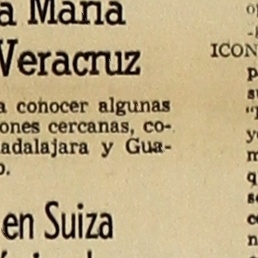 a María
Veracruz
a conocer algunas
ones cercanas, co-
adalajara y Gua-
o.
en Suiza
ICON